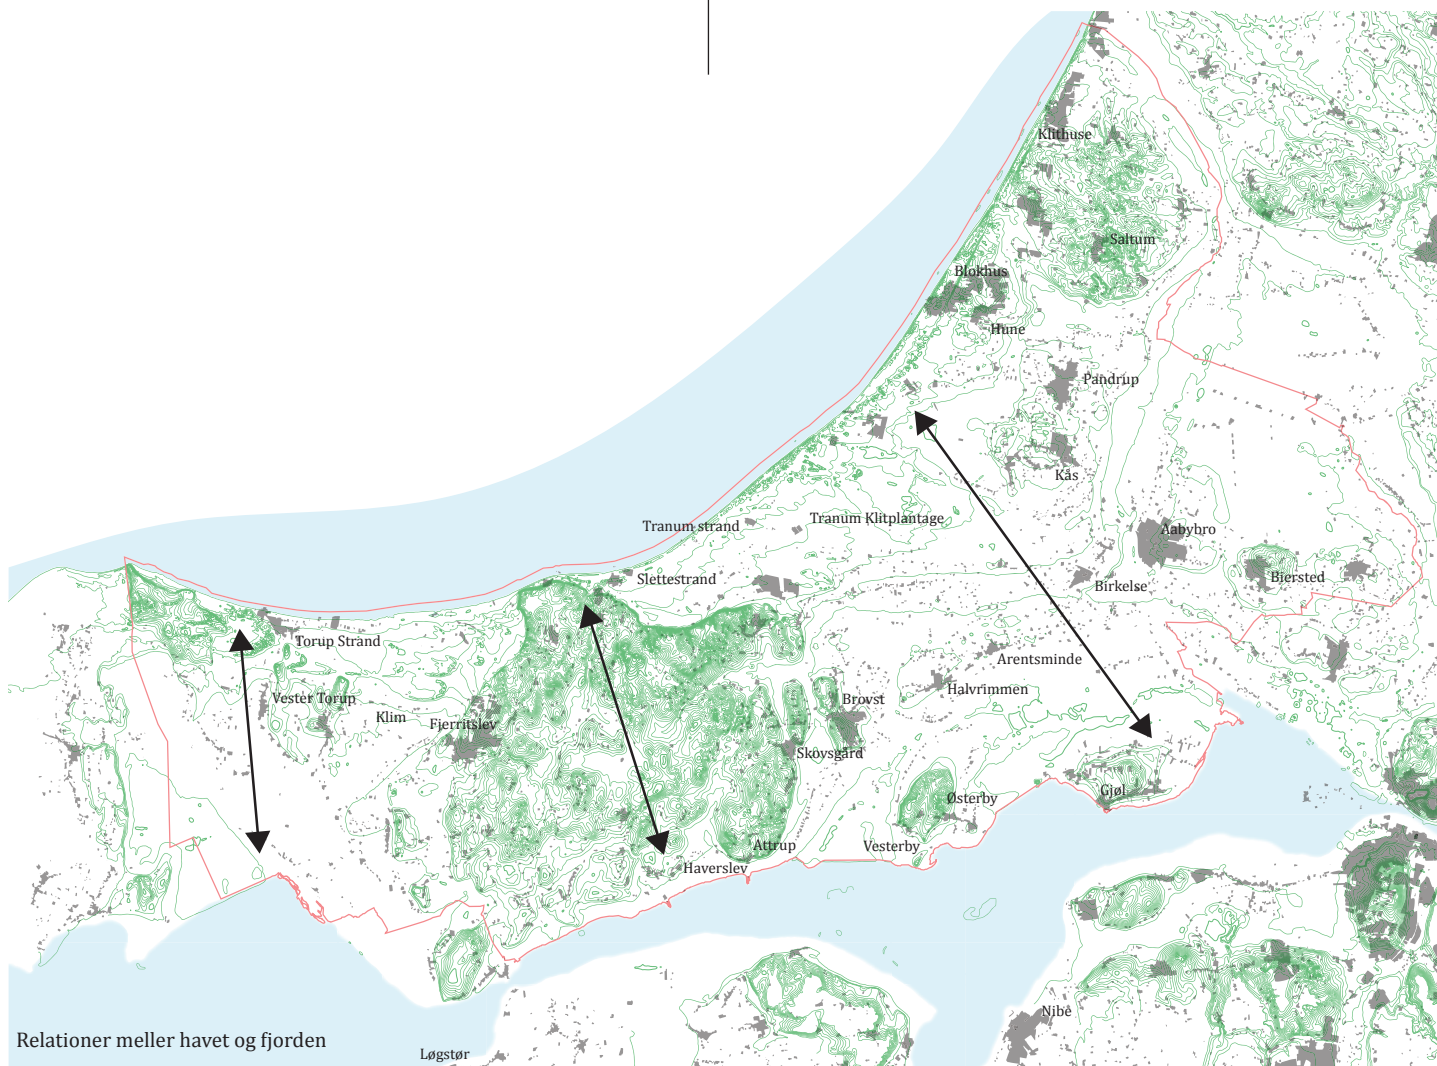 Klithuse
Saltum
Blokhus
Hune
Pandrup
Kås
Tranum strand
Tranum Klitplantage
Aabybro
Slettestrand
Birkelse
Biersted
Torup Strand
Arentsminde
Vester Torup
Klim
Fjerritslev
Brovst
Halvrimmen
Skovsgård
Gjøl
Østerby
Attrup
Vesterby
Haverslev
Nibe
Relationer meller havet og fjorden
Løgstør